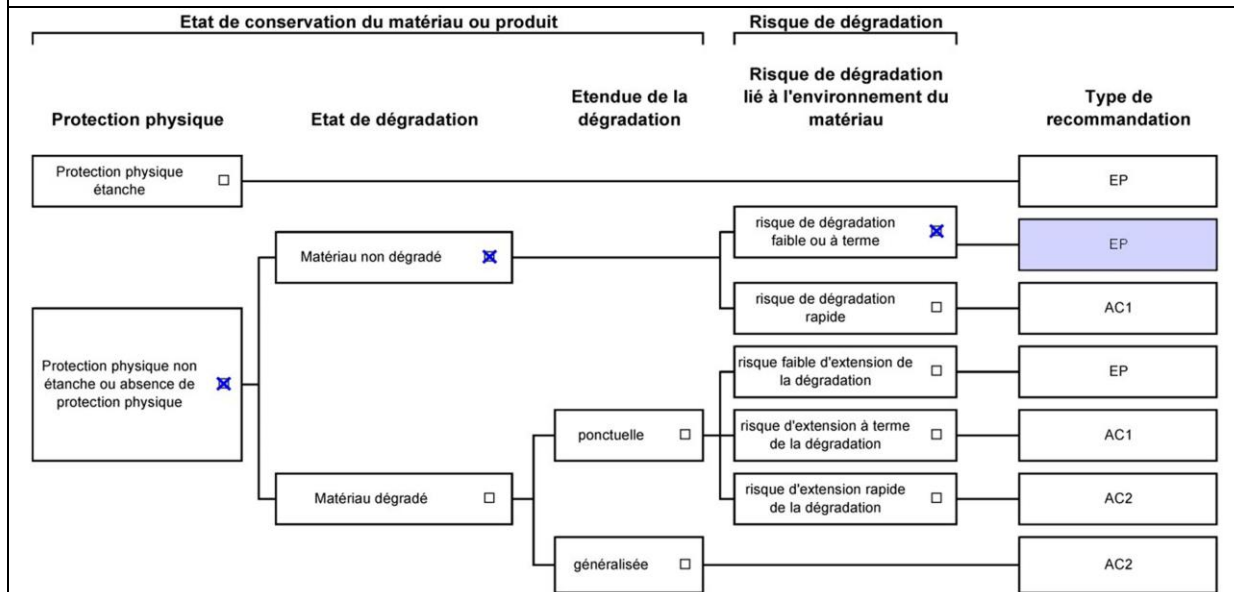 Etat de conservation du matériau ou produit
Risque de dégradation
Protection physique
Etat de dégradation
Etendue de la
dégradation
Risque de dégradation
lié à l'environnement du
matériau
Type de
recommandation
Protection physique
étanche
EP
risque de dégradation
faible ou à terme
EP
Matériau non dégradé
risque de dégradation
rapide
AC1
Protection physique non
étanche ou absence de
protection physique
risque faible d'extension de
la dégradation
EP
ponctuelle
risque d'extension à terme
de la dégradation
AC1
Matériau dégradé
risque d'extension rapide
de la dégradation
AC2
généralisée
AC2